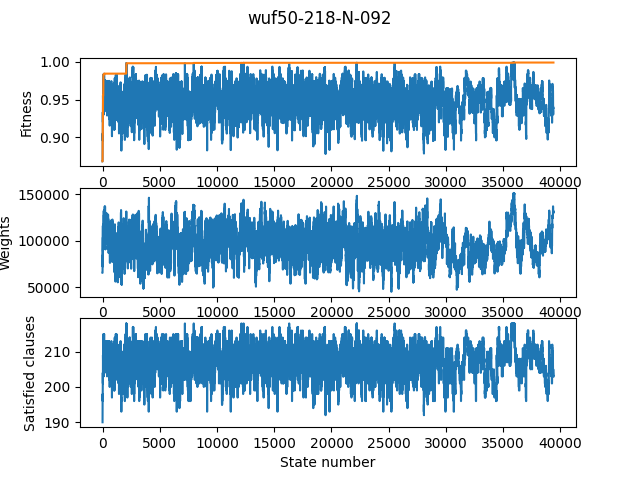 wuf50-218-N-092
1.00
0.95
0.90
Fitness
0 5000 10000 15000 20000 25000 30000 35000 40000
150000
100000
50000
Weights
0 5000 10000 15000 20000 25000 30000 35000 40000
210
200
190
Satisfied clauses
0 5000 10000 15000 20000 25000 30000 35000 40000
State number